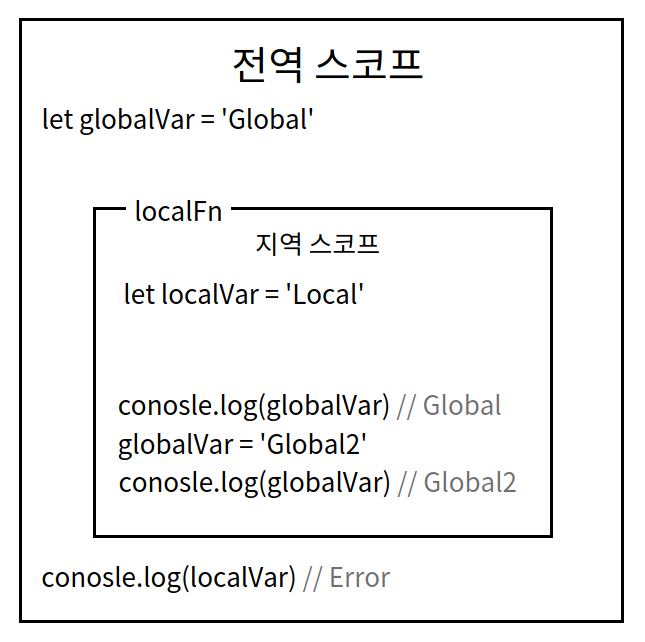 전역 스코프
let globalVar = 'Global'
localFn
지역 스코프
let localVar = 'Local'
conosle.log(globalVar) // Global
globalVar = 'Global2'
conosle.log(globalVar) // Global2
conosle.log(localVar) // Error